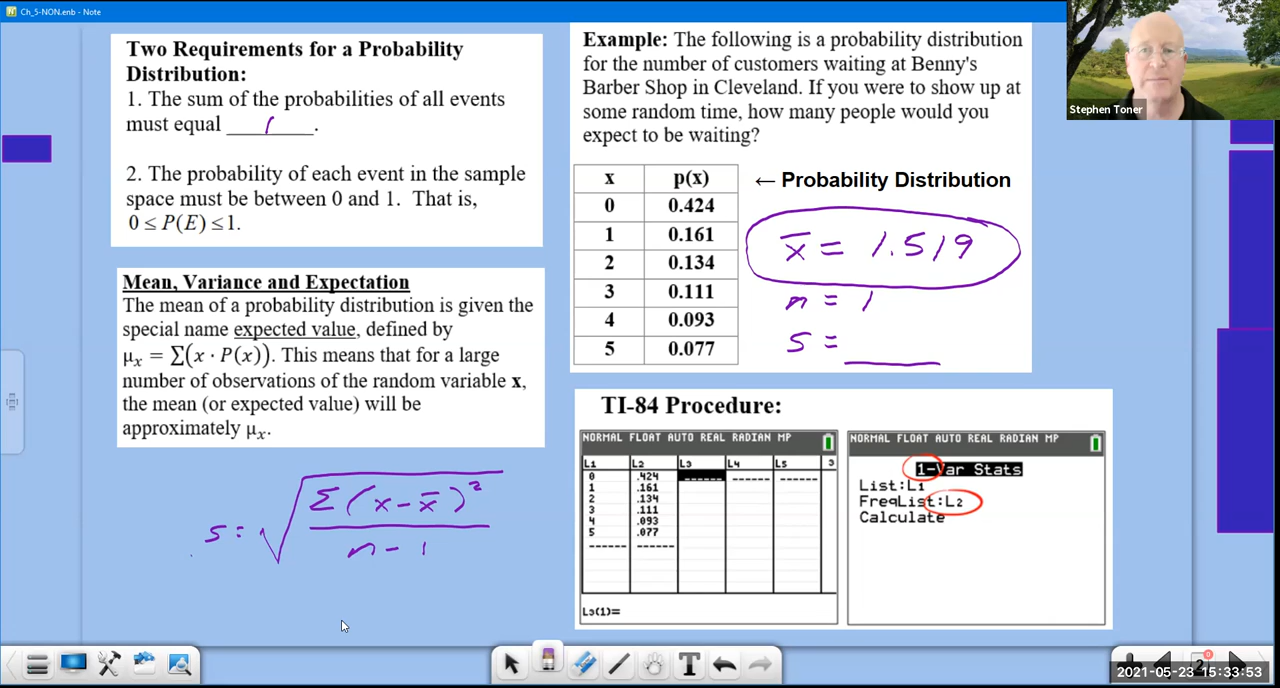 Ch_5-NON.enb - Note
Two Requirements for a Probability
Distribution:
1. The sum of the probabilities of all events
must equal ___1___.
2. The probability of each event in the sample
space must be between 0 and 1. That is,
0 ≤ P(E) ≤ 1.
Mean, Variance and Expectation
The mean of a probability distribution is given the
special name expected value, defined by
μₓ = Σ(x · P(x)). This means that for a large
number of observations of the random variable x,
the mean (or expected value) will be
approximately μₓ.
s = √(Σ(x - x̄)² / (n - 1))
Example: The following is a probability distribution
for the number of customers waiting at Benny's
Barber Shop in Cleveland. If you were to show up at
some random time, how many people would you
expect to be waiting?
x p(x)
0 0.424
1 0.161
2 0.134
3 0.111
4 0.093
5 0.077
← Probability Distribution
x̄ = 1.519
n = 1
s = ______
TI-84 Procedure:
NORMAL FLOAT AUTO REAL RADIAN MP
L1 L2 L3 L4 L5 3
0 .424 ------ ------ ------
1 .161
2 .134
3 .111
4 .093
5 .077
------ ------
L3(1)=
NORMAL FLOAT AUTO REAL RADIAN MP
1-Var Stats
List:L1
FreqList:L2
Calculate
Stephen Toner
T
2
0
2021-05-23 15:33:53